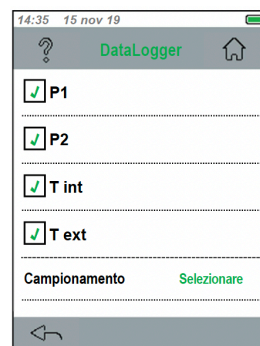 14:35 15 nov 19
DataLogger
P1
P2
T int
T ext
Campionamento Selezionare